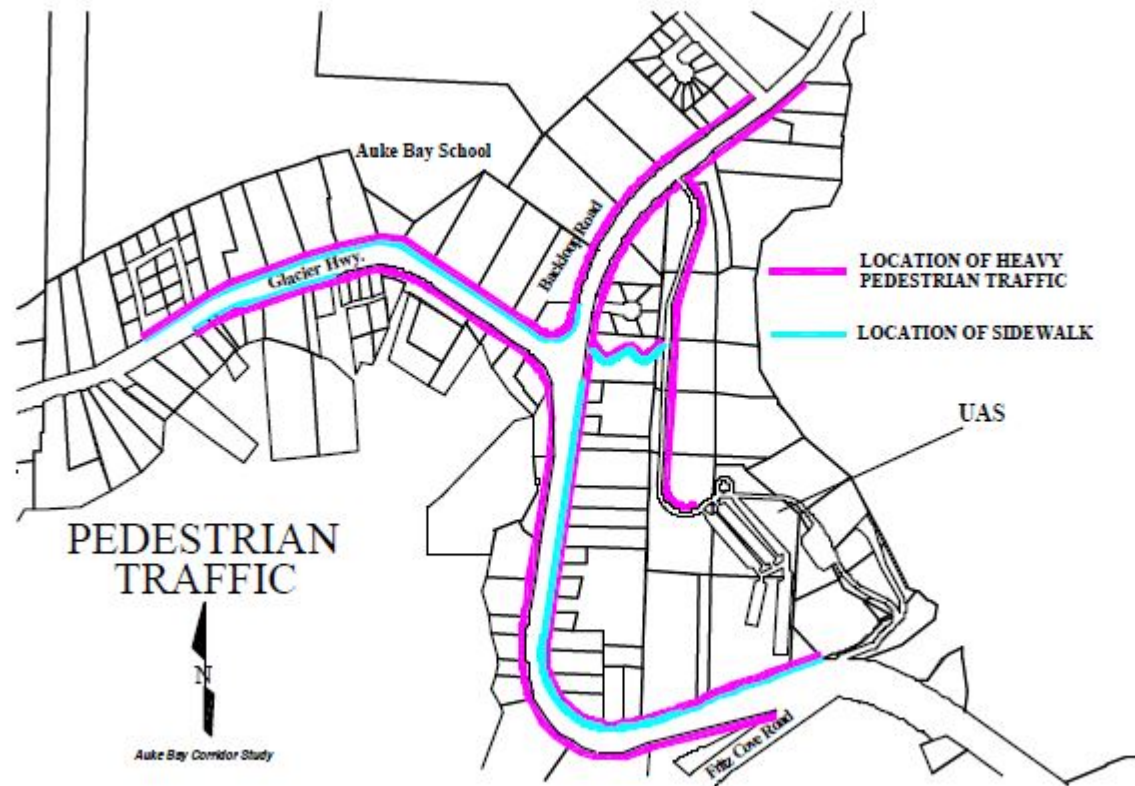 Auke Bay School
Backloop Road
Glacier Hwy.
LOCATION OF HEAVY
PEDESTRIAN TRAFFIC
LOCATION OF SIDEWALK
UAS
PEDESTRIAN
TRAFFIC
N
Fritz Cove Road
Auke Bay Corridor Study